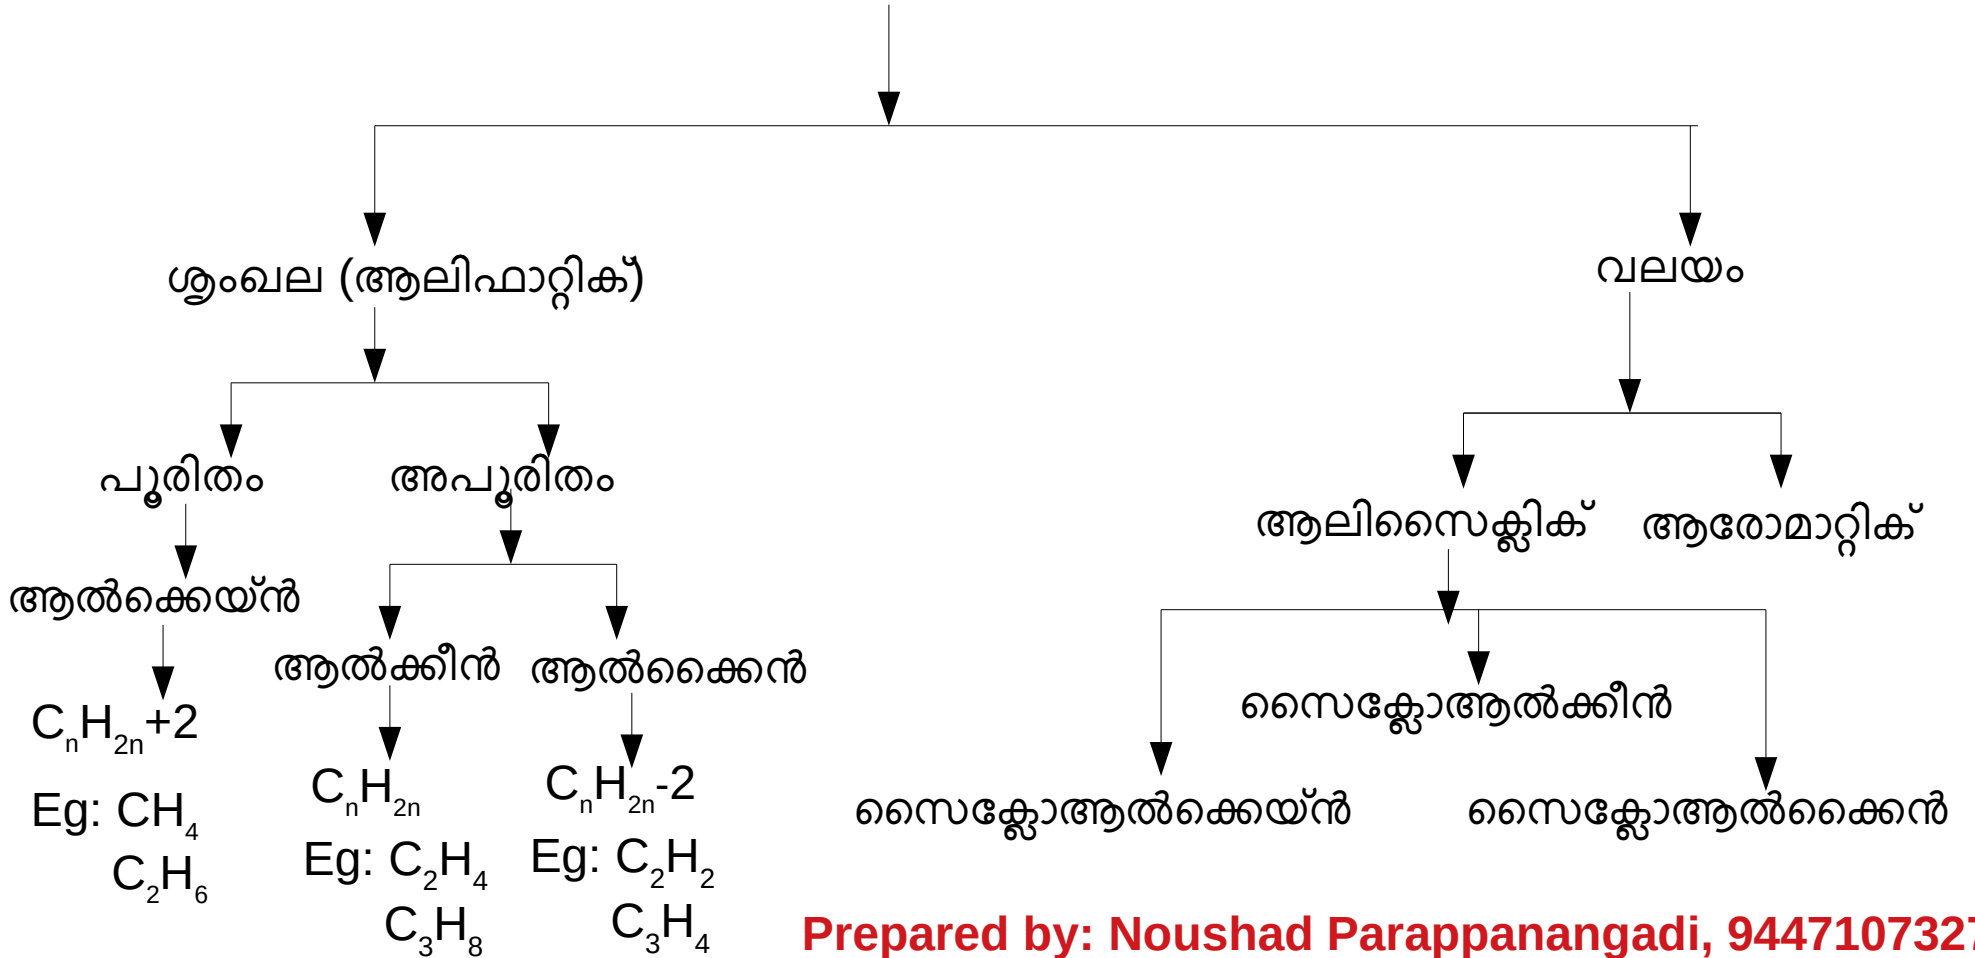 ശൃംഖല (ആലിഫാറ്റിക്)
വലയം
പൂരിതം
അപൂരിതം
ആലിസൈക്ലിക്
ആരോമാറ്റിക്
ആൽക്കെയ്ൻ
ആൽക്കീൻ
ആൽക്കൈൻ
സൈക്ലോആൽക്കീൻ
സൈക്ലോആൽക്കെയ്ൻ
സൈക്ലോആൽക്കൈൻ
CₙH₂ₙ+2
Eg: CH₄
C₂H₆
CₙH₂ₙ
Eg: C₂H₄
C₃H₈
CₙH₂ₙ-2
Eg: C₂H₂
C₃H₄
Prepared by: Noushad Parappanangadi, 9447107327